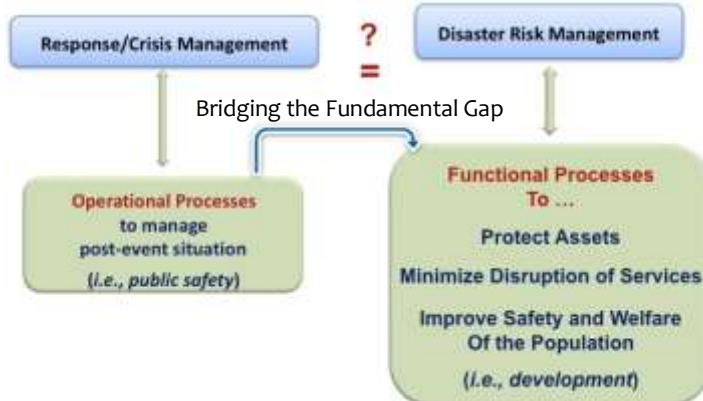 Response/Crisis Management
?
=
Disaster Risk Management
Bridging the Fundamental Gap
Operational Processes
to manage
post-event situation
(i.e., public safety)
Functional Processes
To ...
Protect Assets
Minimize Disruption of Services
Improve Safety and Welfare
Of the Population
(i.e., development)